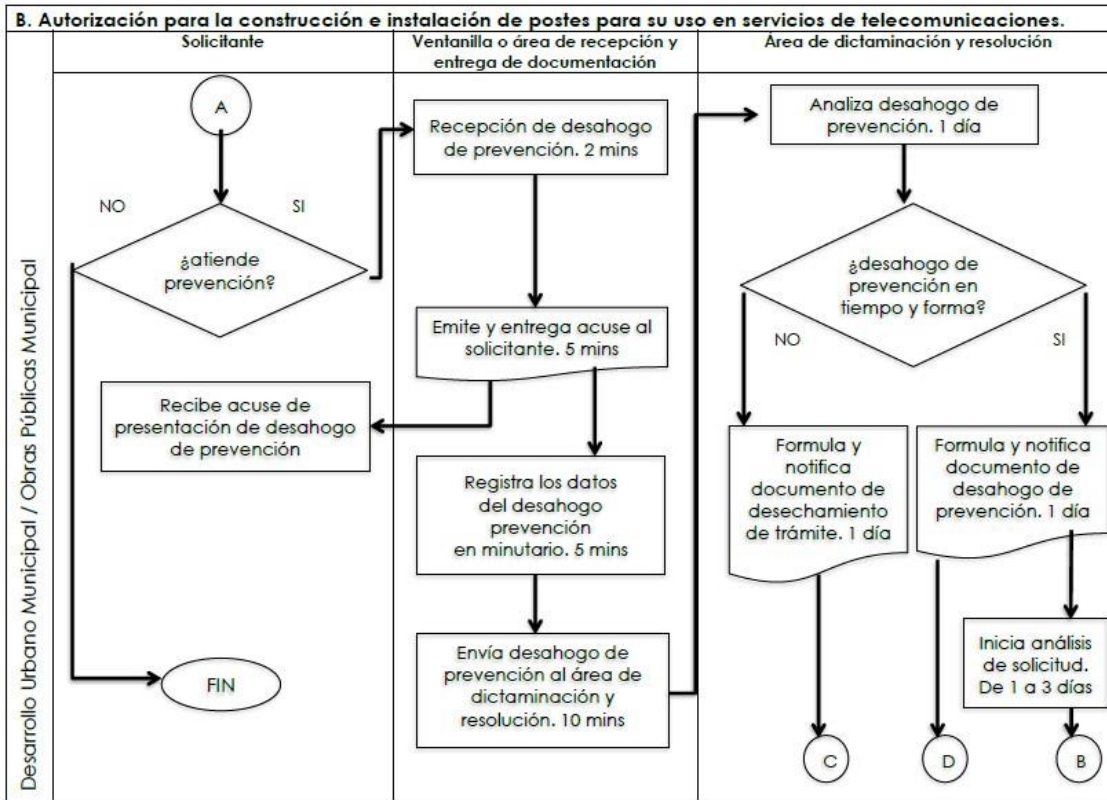 B. Autorización para la construcción e instalación de postes para su uso en servicios de telecomunicaciones.
Desarrollo Urbano Municipal / Obras Públicas Municipal
Solicitante
Ventanilla o área de recepción y
entrega de documentación
Área de dictaminación y resolución
A
NO
SI
¿atiende
prevención?
Recibe acuse de
presentación de desahogo
de prevención
FIN
Recepción de desahogo
de prevención. 2 mins
Emite y entrega acuse al
solicitante. 5 mins
Registra los datos
del desahogo
prevención
en minutario. 5 mins
Envía desahogo de
prevención al área de
dictaminación y
resolución. 10 mins
Analiza desahogo de
prevención. 1 día
¿desahogo de
prevención en
tiempo y forma?
NO
SI
Formula y
notifica
documento de
desechamiento
de trámite. 1 día
Formula y notifica
documento de
desahogo de
prevención. 1 día
Inicia análisis
de solicitud.
De 1 a 3 días
C
D
B